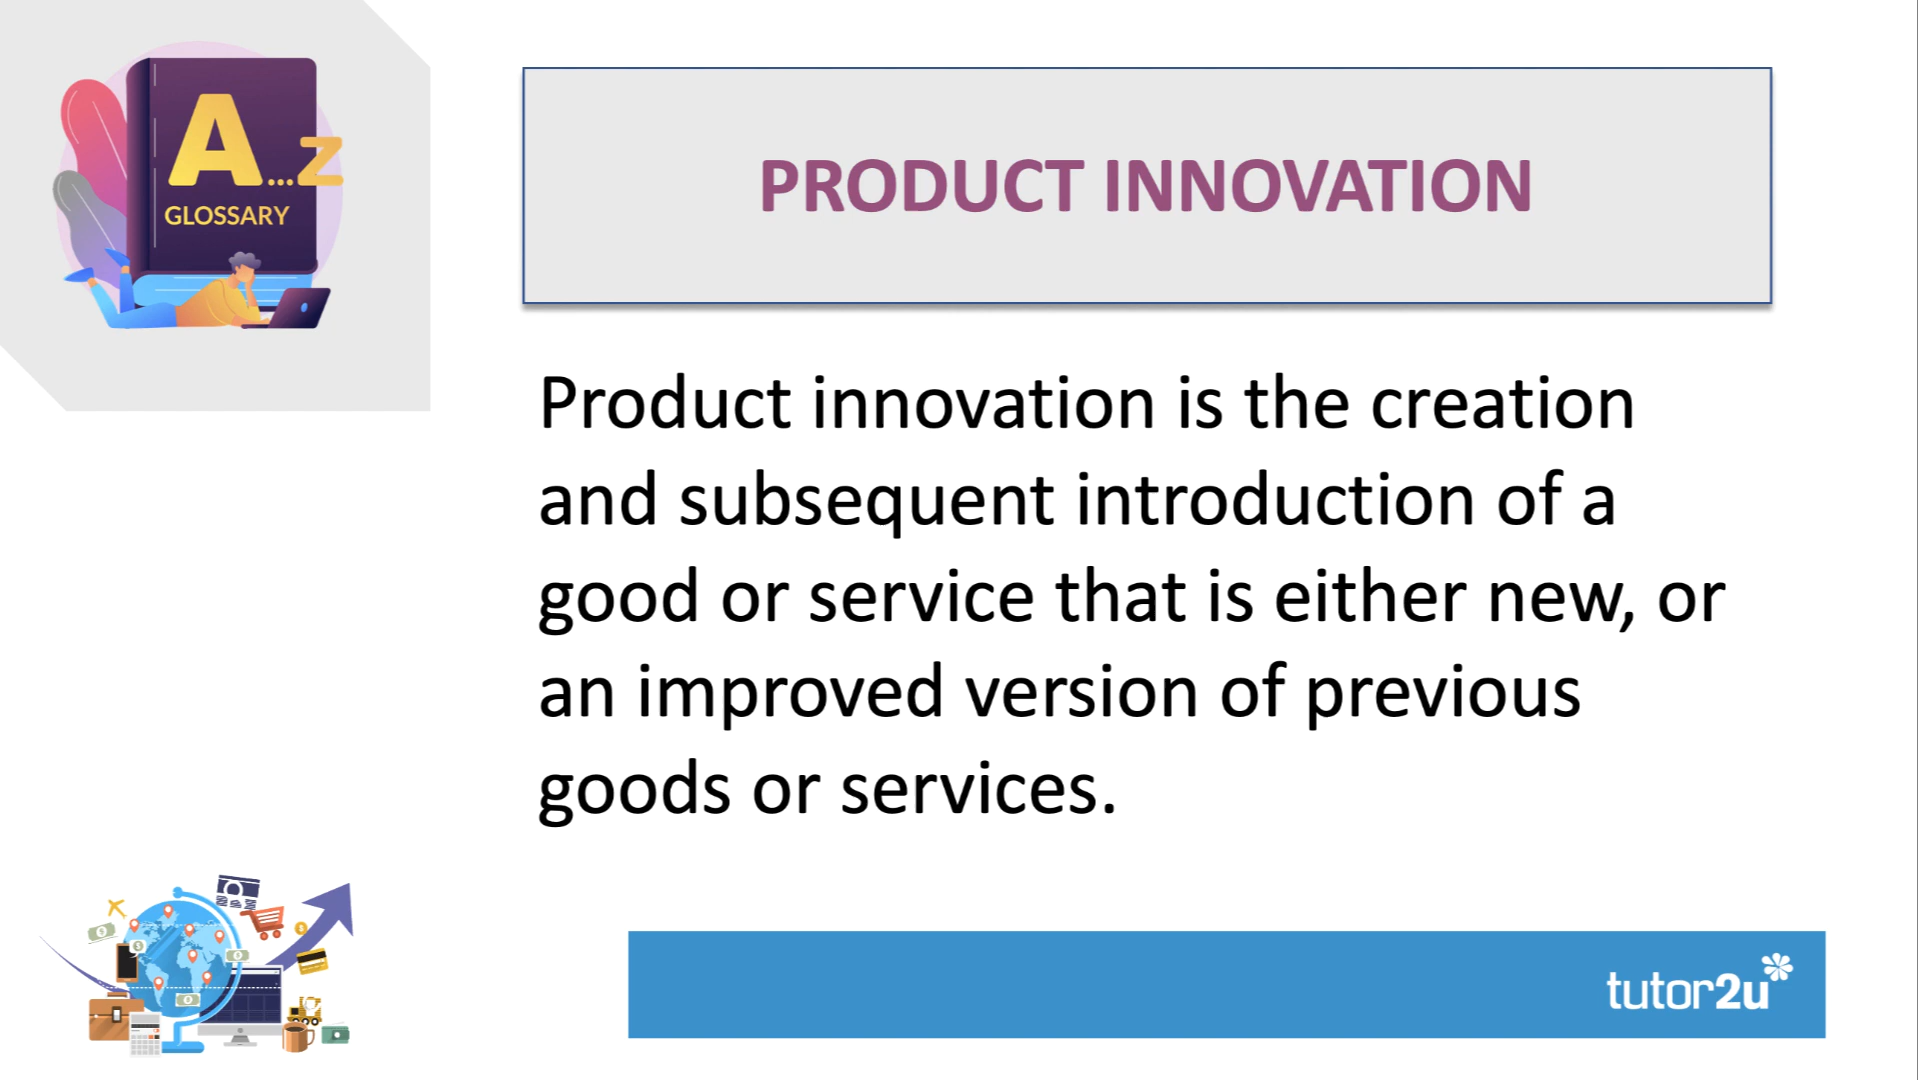 A...Z
GLOSSARY
PRODUCT INNOVATION
Product innovation is the creation
and subsequent introduction of a
good or service that is either new, or
an improved version of previous
goods or services.
tutor2u